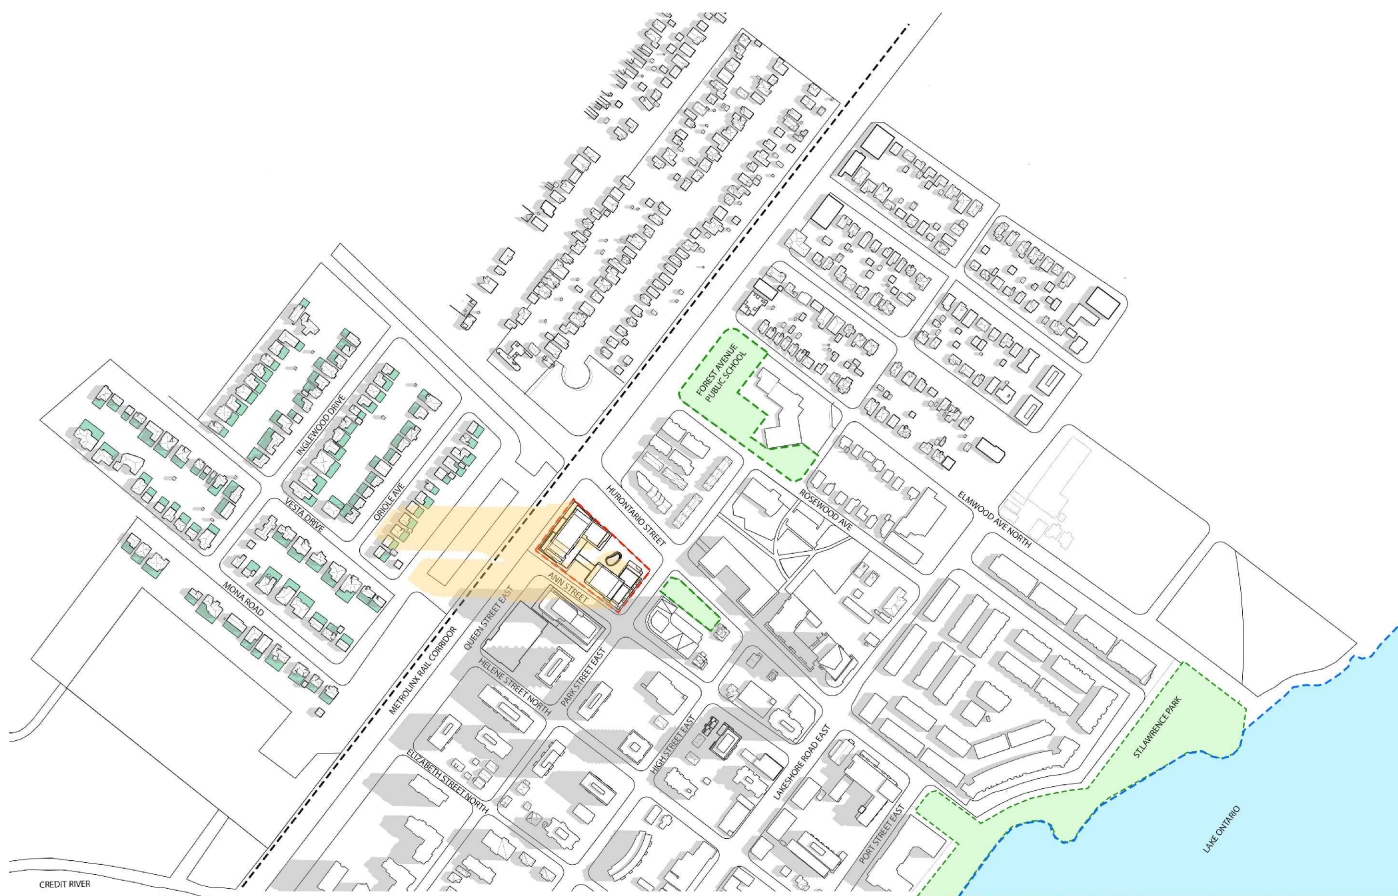 FOREST AVENUE
PUBLIC SCHOOL
INGLEWOOD DRIVE
ORIOLE AVE
VESTA DRIVE
MONA ROAD
HURONTARIO STREET
ROSEWOOD AVE
ELMWOOD AVE NORTH
ANN STREET
QUEEN STREET EAST
METROLINX RAIL CORRIDOR
HELENE STREET NORTH
PARK STREET EAST
ELIZABETH STREET NORTH
HIGH STREET EAST
LAKESHORE ROAD EAST
PORT STREET EAST
ST.LAWRENCE PARK
LAKE ONTARIO
CREDIT RIVER